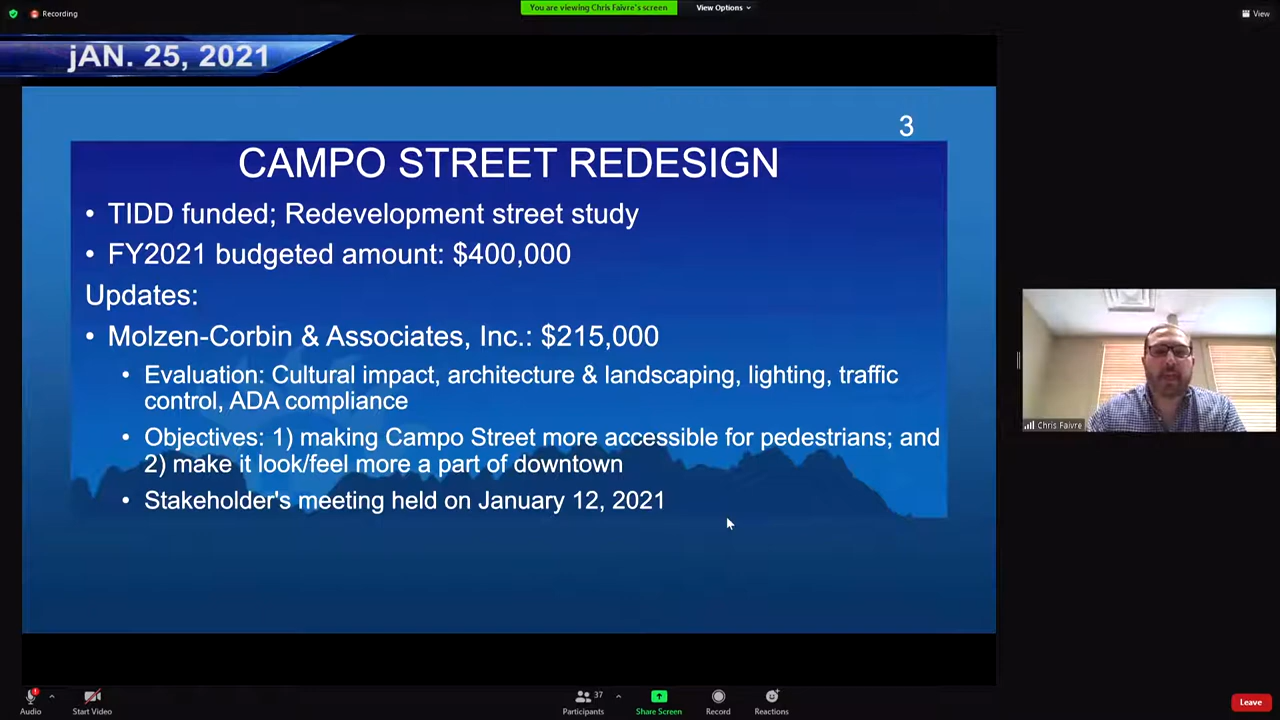 Recording
You are viewing Chris Faivre's screen
View Options
View
jAN. 25, 2021
3
CAMPO STREET REDESIGN
• TIDD funded; Redevelopment street study
• FY2021 budgeted amount: $400,000
Updates:
• Molzen-Corbin & Associates, Inc.: $215,000
• Evaluation: Cultural impact, architecture & landscaping, lighting, traffic
control, ADA compliance
• Objectives: 1) making Campo Street more accessible for pedestrians; and
2) make it look/feel more a part of downtown
• Stakeholder's meeting held on January 12, 2021
Chris Faivre
Audio
Start Video
Participants
37
Share Screen
Record
Reactions
Leave